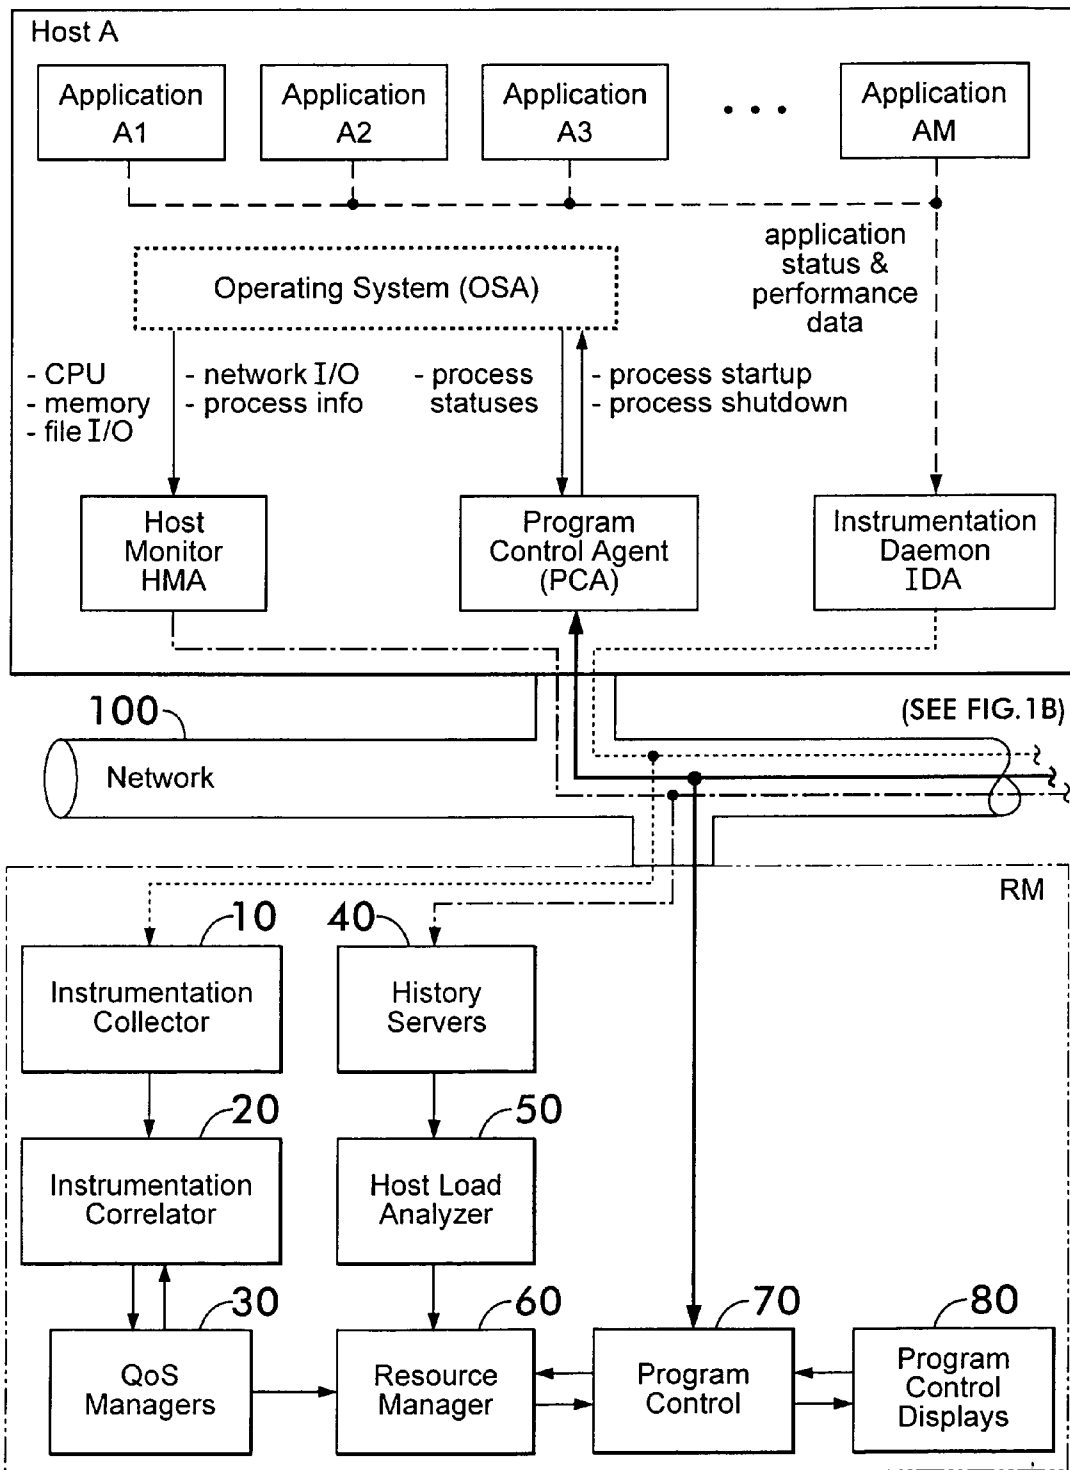 Host A
Application
A1
Application
A2
Application
A3
. . .
Application
AM
application
status &
performance
data
Operating System (OSA)
- CPU
- memory
- file I/O
- network I/O
- process info
- process
statuses
- process startup
- process shutdown
Host
Monitor
HMA
Program
Control Agent
(PCA)
Instrumentation
Daemon
IDA
100
(SEE FIG.1B)
Network
RM
10
Instrumentation
Collector
40
History
Servers
20
Instrumentation
Correlator
50
Host Load
Analyzer
30
QoS
Managers
60
Resource
Manager
70
Program
Control
80
Program
Control
Displays